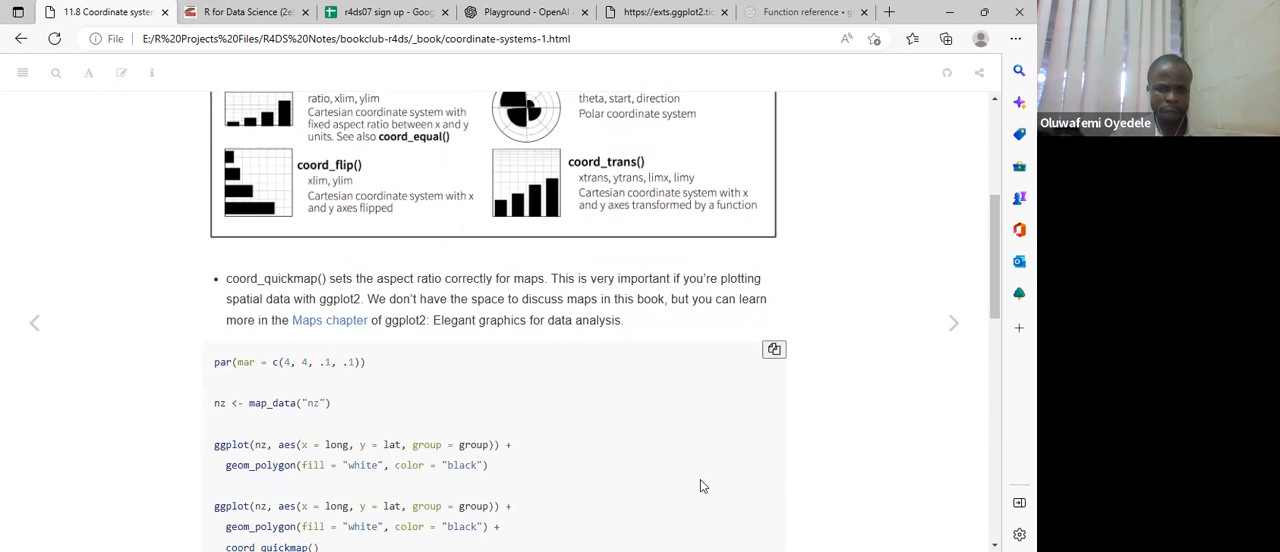 11.8 Coordinate system
R for Data Science (2e)
r4ds07 sign up - Goog
Playground - OpenAI
https://exts.ggplot2.tid
Function reference • g
File
E:/R%20Projects%20Files/R4DS%20Notes/bookclub-r4ds/_book/coordinate-systems-1.html
ratio, xlim, ylim
Cartesian coordinate system with
fixed aspect ratio between x and y
units. See also coord_equal()
theta, start, direction
Polar coordinate system
coord_flip()
xlim, ylim
Cartesian coordinate system with x
and y axes flipped
coord_trans()
xtrans, ytrans, limx, limy
Cartesian coordinate system with x
and y axes transformed by a function
• coord_quickmap() sets the aspect ratio correctly for maps. This is very important if you're plotting
spatial data with ggplot2. We don't have the space to discuss maps in this book, but you can learn
more in the Maps chapter of ggplot2: Elegant graphics for data analysis.
par(mar = c(4, 4, .1, .1))
nz <- map_data("nz")
ggplot(nz, aes(x = long, y = lat, group = group)) +
geom_polygon(fill = "white", color = "black")
ggplot(nz, aes(x = long, y = lat, group = group)) +
geom_polygon(fill = "white", color = "black") +
coord_quickmap()
Oluwafemi Oyedele